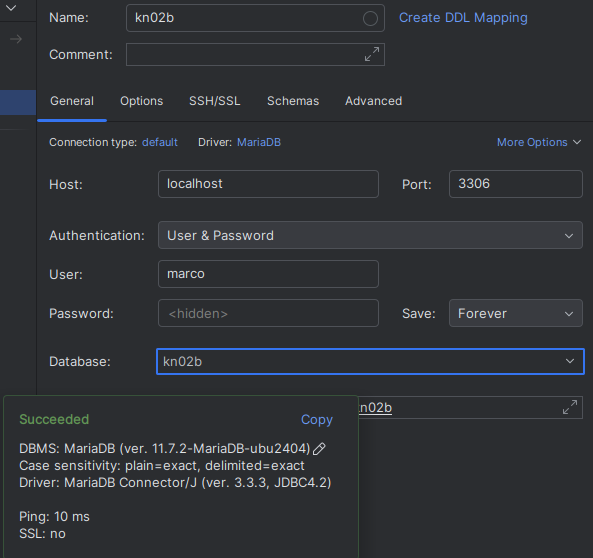 Name: kn02b Create DDL Mapping
Comment:
General Options SSH/SSL Schemas Advanced
Connection type: default Driver: MariaDB More Options
Host: localhost Port: 3306
Authentication: User & Password
User: marco
Password: <hidden> Save: Forever
Database: kn02b
kn02b
Succeeded Copy
DBMS: MariaDB (ver. 11.7.2-MariaDB-ubu2404)
Case sensitivity: plain=exact, delimited=exact
Driver: MariaDB Connector/J (ver. 3.3.3, JDBC4.2)
Ping: 10 ms
SSL: no